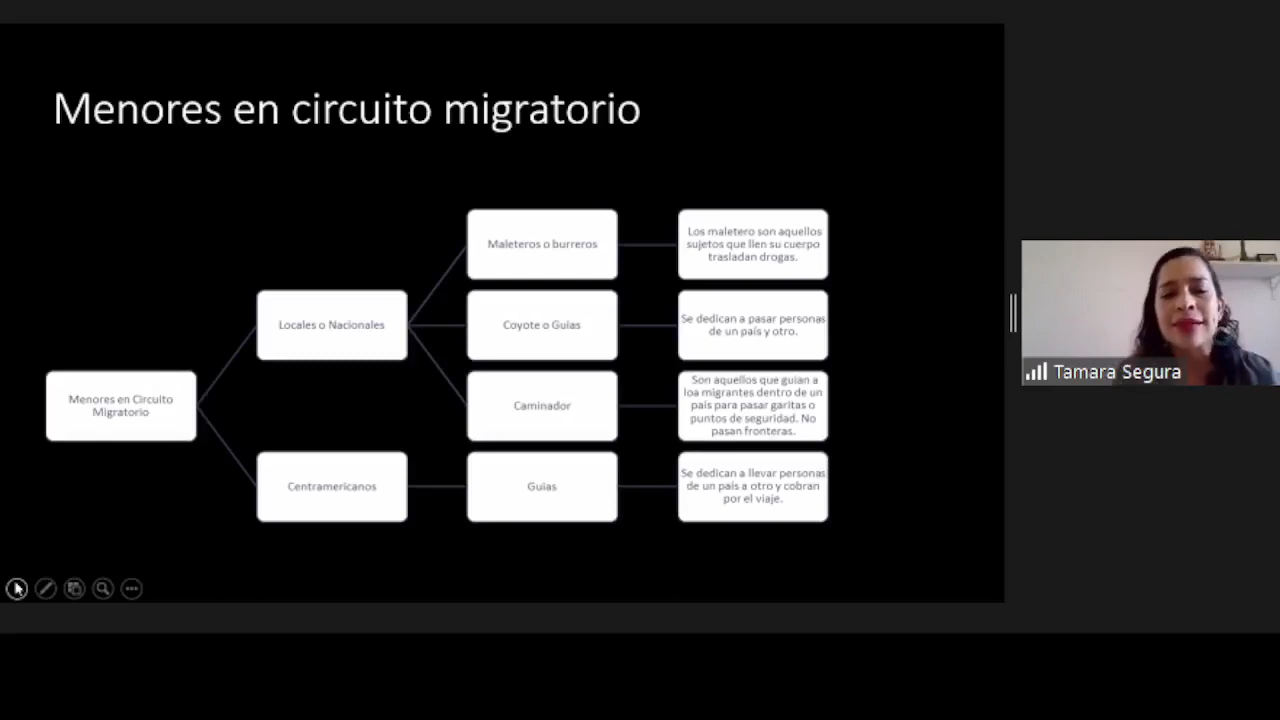 Menores en circuito migratorio
Maleteros o burreros
Los maletero son aquellos
sujetos que llen su cuerpo
trasladan drogas.
Locales o Nacionales
Coyote o Guias
Se dedican a pasar personas
de un país y otro.
Menores en Circuito
Migratorio
Caminador
Son aquellos que guian a
loa migrantes dentro de un
país para pasar garitas o
puntos de seguridad. No
pasan fronteras.
Centramericanos
Guias
Se dedican a llevar personas
de un país a otro y cobran
por el viaje.
Tamara Segura